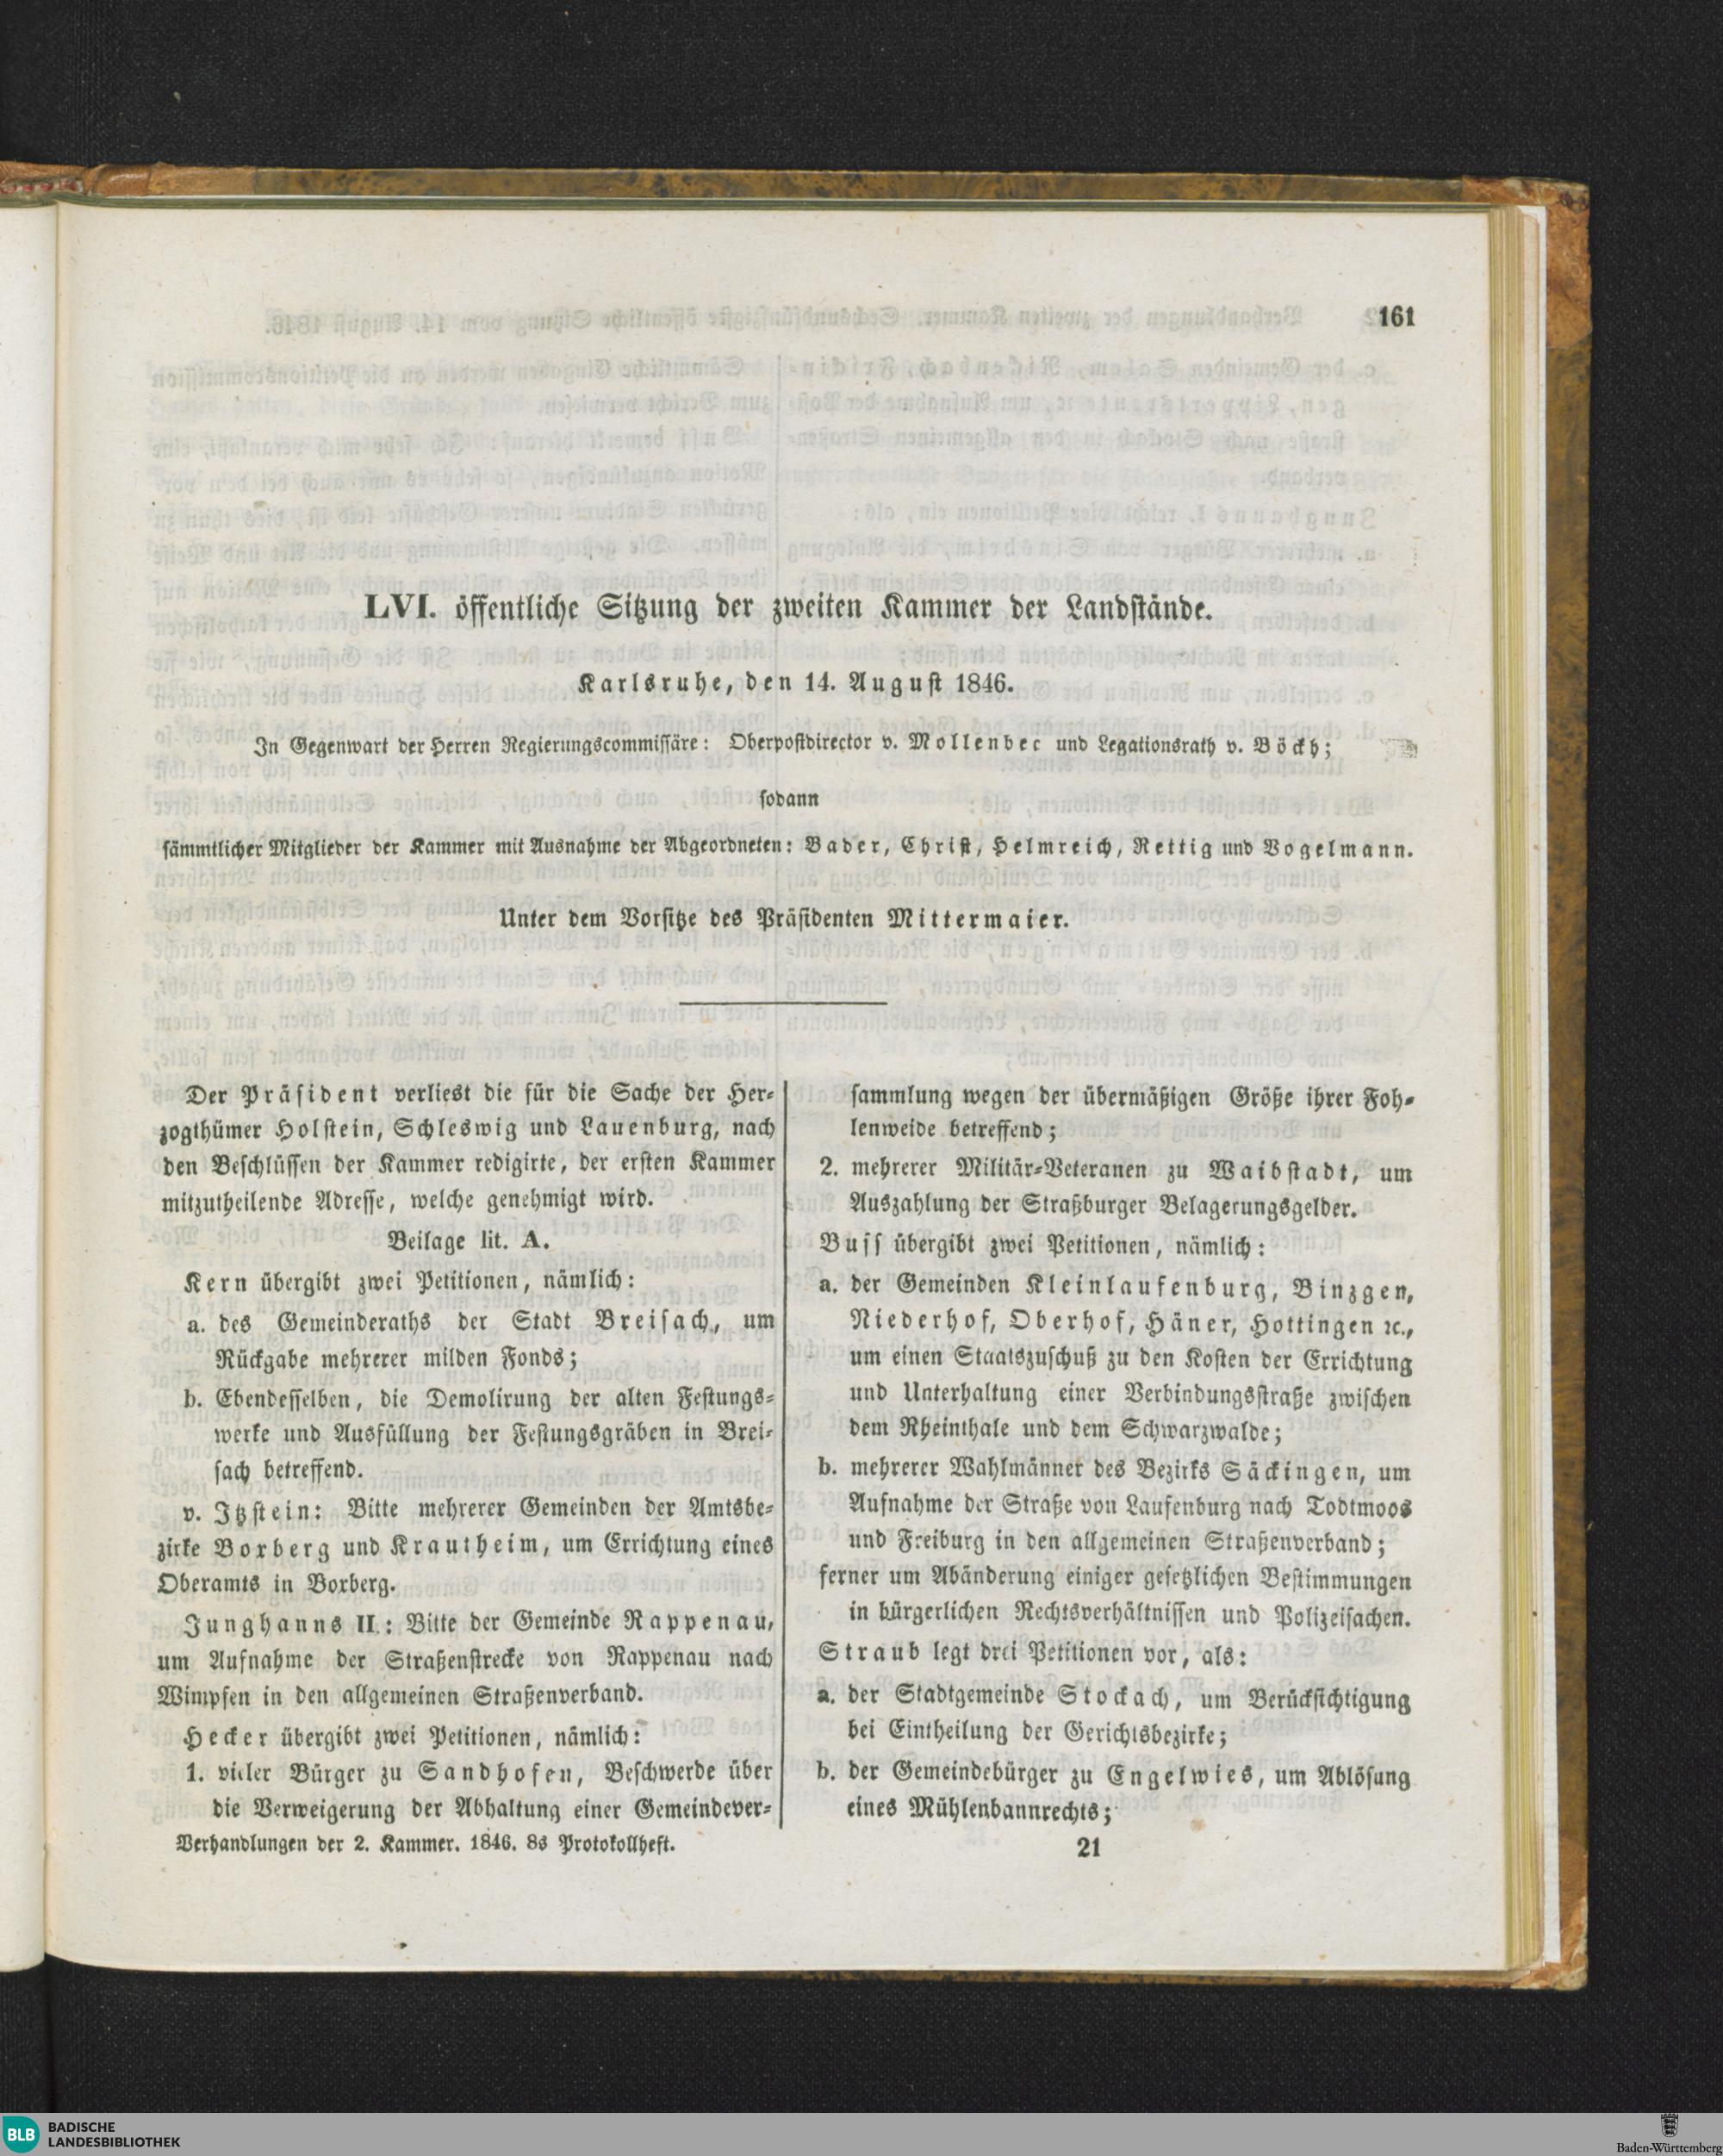 161
LVI. öffentliche Sitzung der zweiten Kammer der Landstände.
Karlsruhe, den 14. August 1846.
In Gegenwart der Herren Regierungscommissäre: Oberpostdirector v. Mollenbec und Legationsrath v. Böckh;
sodann
sämmtlicher Mitglieder der Kammer mit Ausnahme der Abgeordneten: Bader, Christ, Helmreich, Rettig und Vogelmann.
Unter dem Vorsitze des Präsidenten Mittermaier.
Der Präsident verliest die für die Sache der Her-
zogthümer Holstein, Schleswig und Lauenburg, nach
den Beschlüssen der Kammer redigirte, der ersten Kammer
mitzutheilende Adresse, welche genehmigt wird.
Beilage lit. A.
Kern übergibt zwei Petitionen, nämlich:
a. des Gemeinderaths der Stadt Breisach, um
Rückgabe mehrerer milden Fonds;
b. Ebendesselben, die Demolirung der alten Festungs-
werke und Ausfüllung der Festungsgräben in Brei-
sach betreffend.
v. Itzstein: Bitte mehrerer Gemeinden der Amtsbe-
zirke Boxberg und Krautheim, um Errichtung eines
Oberamts in Boxberg.
Junghanns II.: Bitte der Gemeinde Rappenau,
um Aufnahme der Straßenstrecke von Rappenau nach
Wimpfen in den allgemeinen Straßenverband.
Hecker übergibt zwei Petitionen, nämlich:
1. vieler Bürger zu Sandhofen, Beschwerde über
die Verweigerung der Abhaltung einer Gemeindever-
Verhandlungen der 2. Kammer. 1846. 8s Protokollheft.
sammlung wegen der übermäßigen Größe ihrer Foh-
lenweide betreffend;
2. mehrerer Militär-Veteranen zu Waibstadt, um
Auszahlung der Straßburger Belagerungsgelder.
Buss übergibt zwei Petitionen, nämlich:
a. der Gemeinden Kleinlaufenburg, Binzgen,
Niederhof, Oberhof, Häner, Hottingen ꝛc.,
um einen Staatszuschuß zu den Kosten der Errichtung
und Unterhaltung einer Verbindungsstraße zwischen
dem Rheinthale und dem Schwarzwalde;
b. mehrerer Wahlmänner des Bezirks Säckingen, um
Aufnahme der Straße von Laufenburg nach Todtmoos
und Freiburg in den allgemeinen Straßenverband;
ferner um Abänderung einiger gesetzlichen Bestimmungen
in bürgerlichen Rechtsverhältnissen und Polizeisachen.
Straub legt drei Petitionen vor, als:
a. der Stadtgemeinde Stockach, um Berücksichtigung
bei Eintheilung der Gerichtsbezirke;
b. der Gemeindebürger zu Engelwies, um Ablösung
eines Mühlenbannrechts;
21
BLB BADISCHE
LANDESBIBLIOTHEK
Baden-Württemberg